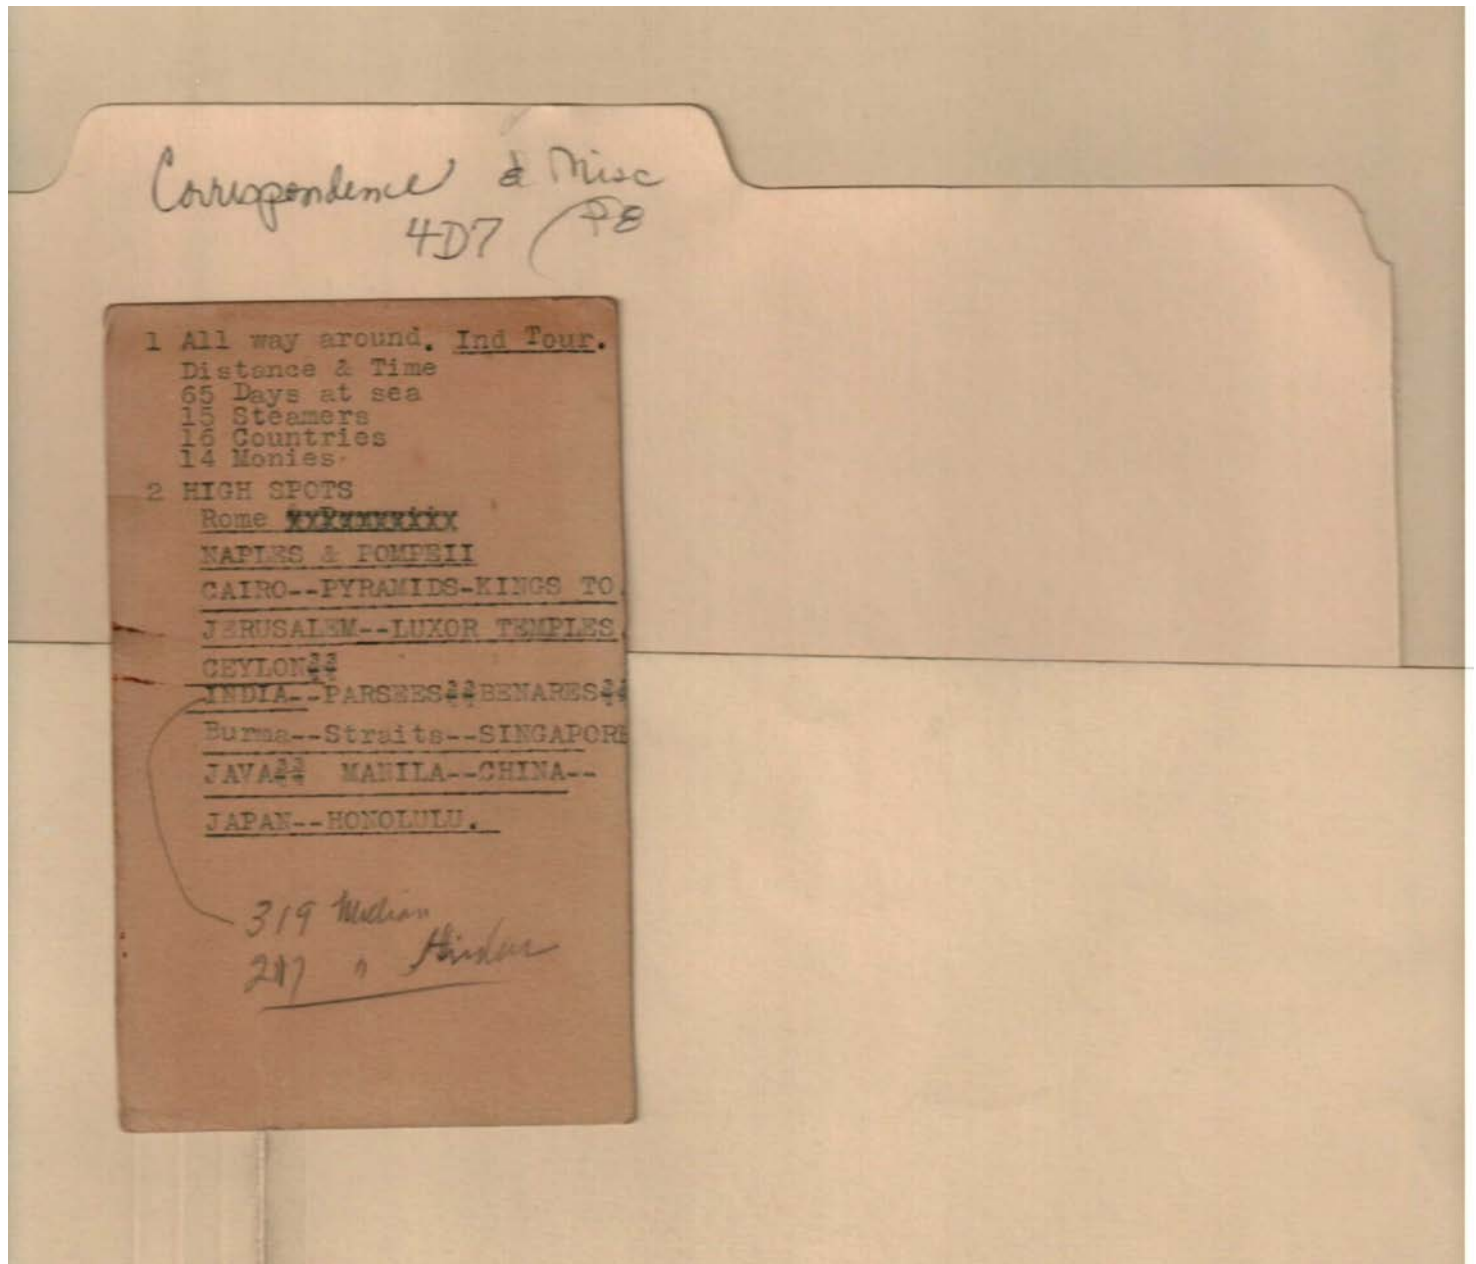 Correspondence & Misc
4D7 P8
1 All way around. Ind Tour.
Distance & Time
65 Days at sea
15 Steamers
16 Countries
14 Monies.
2 HIGH SPOTS
Rome
NAPLES & POMPEII
CAIRO--PYRAMIDS-KINGS TO
JERUSALEM--LUXOR TEMPLES
CEYLON
INDIA--PARSEES BENARES
Burma--Straits--SINGAPORE
JAVA MANILA--CHINA--
JAPAN--HONOLULU.
319
"